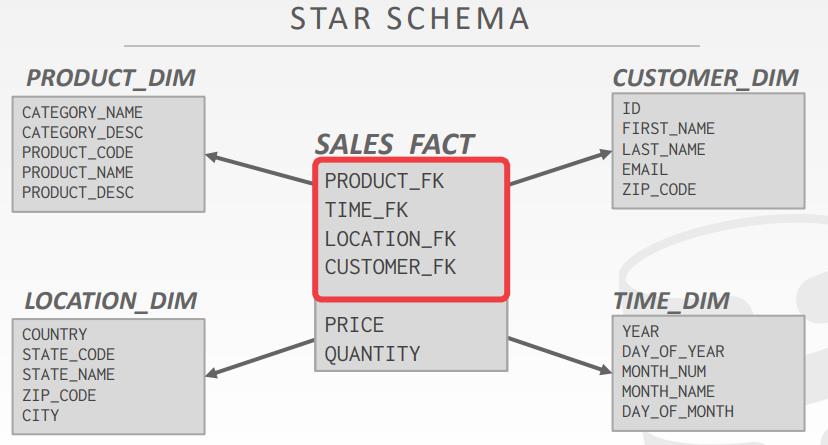 STAR SCHEMA
PRODUCT_DIM
CATEGORY_NAME
CATEGORY_DESC
PRODUCT_CODE
PRODUCT_NAME
PRODUCT_DESC
CUSTOMER_DIM
ID
FIRST_NAME
LAST_NAME
EMAIL
ZIP_CODE
SALES_FACT
PRODUCT_FK
TIME_FK
LOCATION_FK
CUSTOMER_FK
PRICE
QUANTITY
LOCATION_DIM
COUNTRY
STATE_CODE
STATE_NAME
ZIP_CODE
CITY
TIME_DIM
YEAR
DAY_OF_YEAR
MONTH_NUM
MONTH_NAME
DAY_OF_MONTH